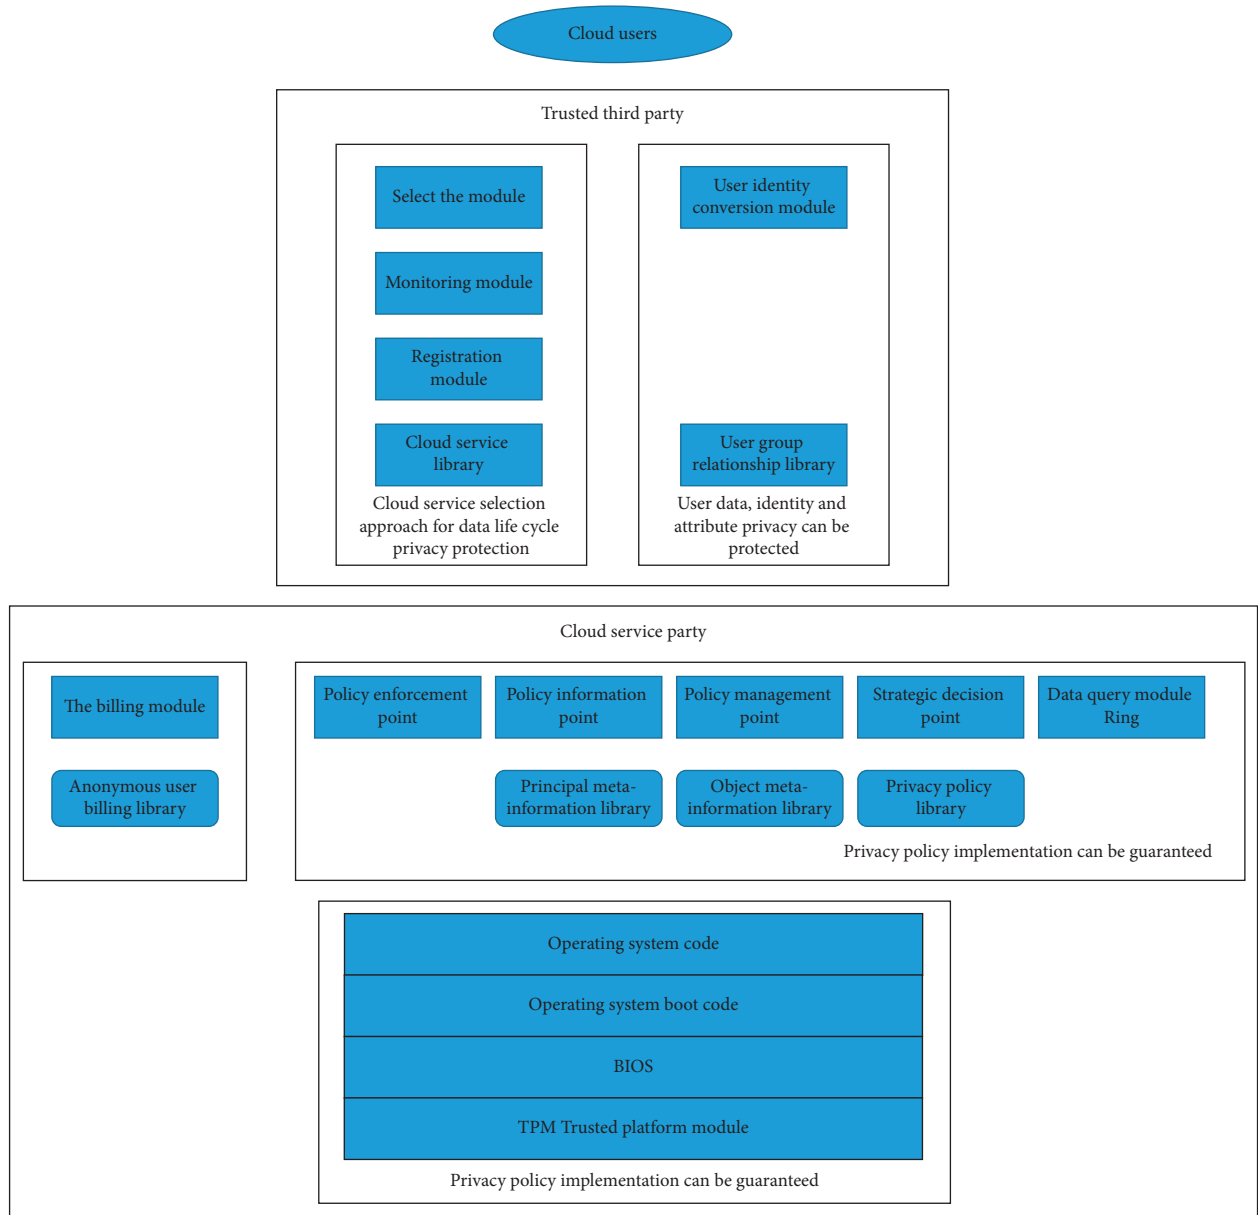 Cloud users
Trusted third party
Select the module
Monitoring module
Registration
module
Cloud service
library
Cloud service selection
approach for data life cycle
privacy protection
User identity
conversion module
User group
relationship library
User data, identity and
attribute privacy can be
protected
Cloud service party
The billing module
Anonymous user
billing library
Policy enforcement
point
Policy information
point
Policy management
point
Strategic decision
point
Data query module
Ring
Principal meta-
information library
Object meta-
information library
Privacy policy
library
Privacy policy implementation can be guaranteed
Operating system code
Operating system boot code
BIOS
TPM Trusted platform module
Privacy policy implementation can be guaranteed